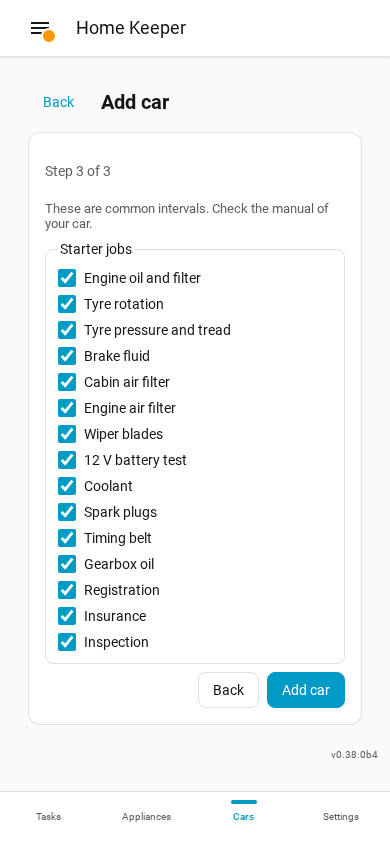 Home Keeper
Back
Add car
Step 3 of 3
These are common intervals. Check the manual of
your car.
Starter jobs
Engine oil and filter
Tyre rotation
Tyre pressure and tread
Brake fluid
Cabin air filter
Engine air filter
Wiper blades
12 V battery test
Coolant
Spark plugs
Timing belt
Gearbox oil
Registration
Insurance
Inspection
Back
Add car
v0.38.0b4
Tasks
Appliances
Cars
Settings